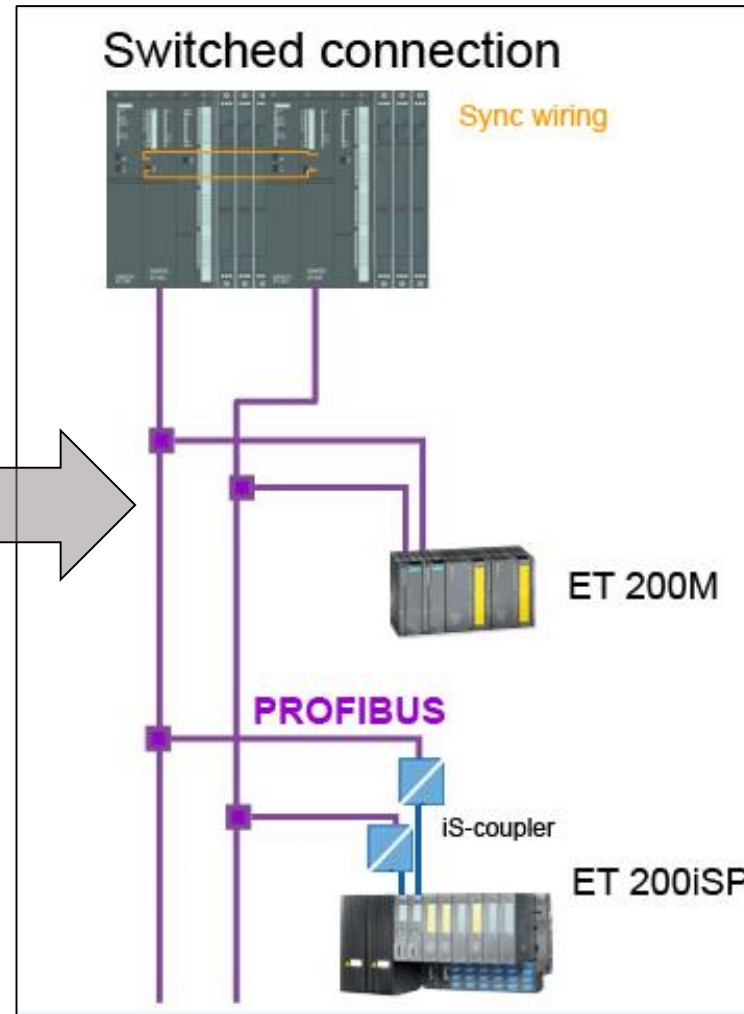 Switched connection
Sync wiring
ET 200M
PROFIBUS
iS-coupler
ET 200iSP